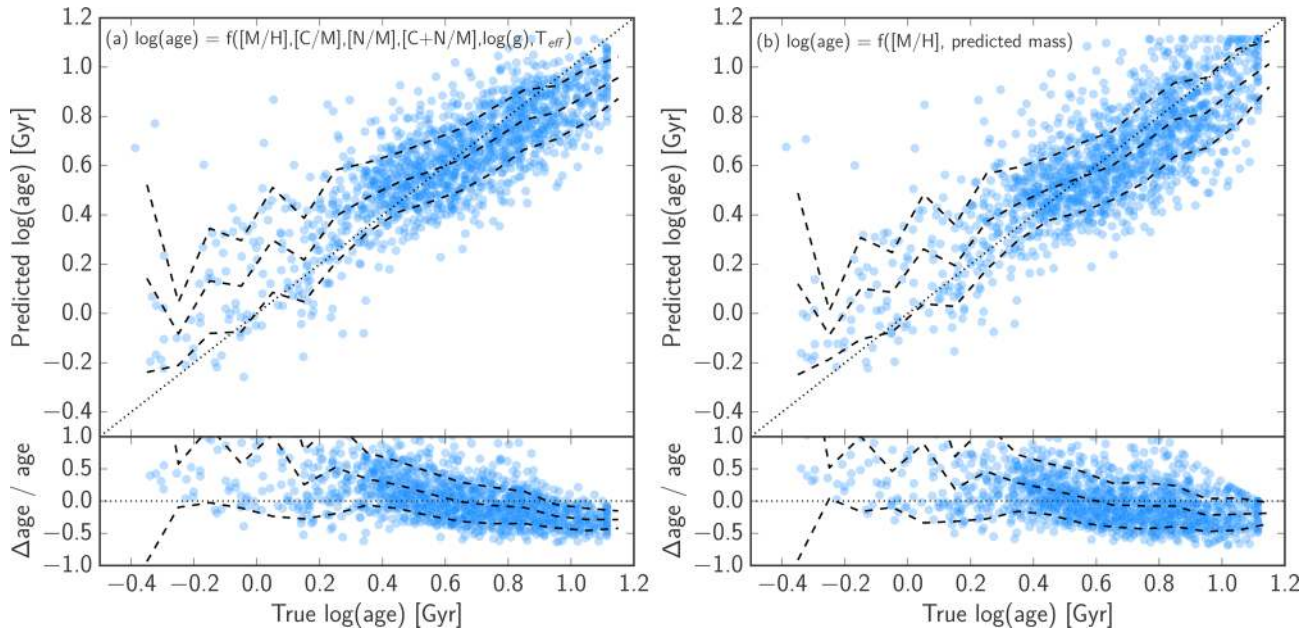 (a) log(age) = f([M/H],[C/M],[N/M],[C+N/M],log(g),Teff)
1.2
1.0
0.8
0.6
0.4
0.2
0.0
−0.2
−0.4
Predicted log(age) [Gyr]
1.0
0.5
0.0
−0.5
−1.0
Δage / age
−0.4 −0.2 0.0 0.2 0.4 0.6 0.8 1.0 1.2
True log(age) [Gyr]
(b) log(age) = f([M/H], predicted mass)
1.2
1.0
0.8
0.6
0.4
0.2
0.0
−0.2
−0.4
Predicted log(age) [Gyr]
1.0
0.5
0.0
−0.5
−1.0
Δage / age
−0.4 −0.2 0.0 0.2 0.4 0.6 0.8 1.0 1.2
True log(age) [Gyr]